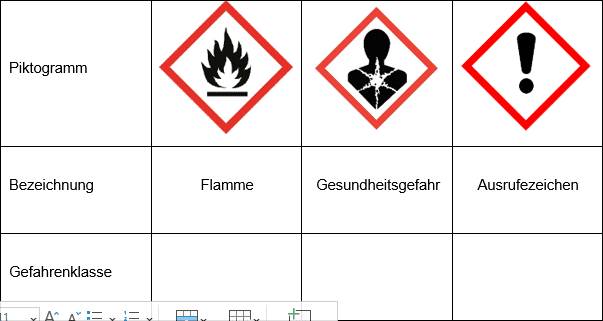 Piktogramm
Bezeichnung Flamme Gesundheitsgefahr Ausrufezeichen
Gefahrenklasse